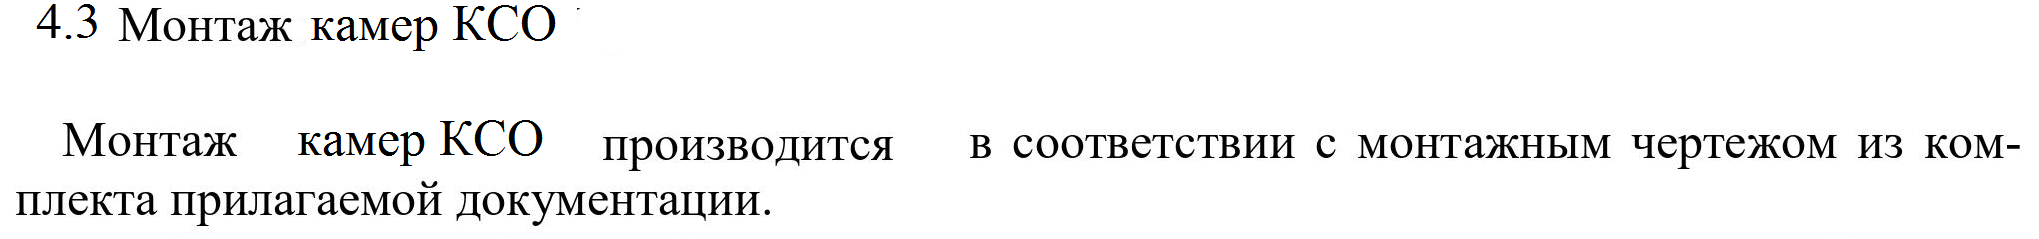 4.3 Монтаж камер КСО
Монтаж камер КСО производится в соответствии с монтажным чертежом из ком-
плекта прилагаемой документации.